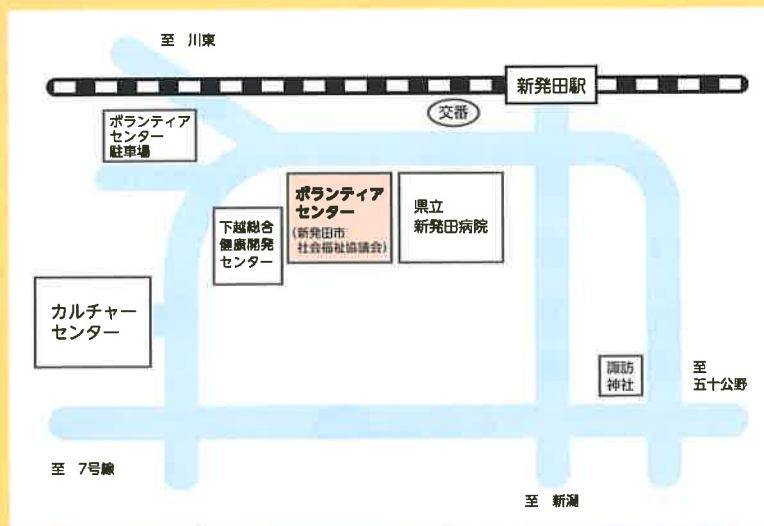 至 川東
新発田駅
交番
ボランティア
センター
駐車場
ボランティア
センター
(新発田市
社会福祉協議会)
県立
新発田病院
下越総合
健康開発
センター
カルチャー
センター
諏訪
神社
至
五十公野
至 7号線
至 新潟